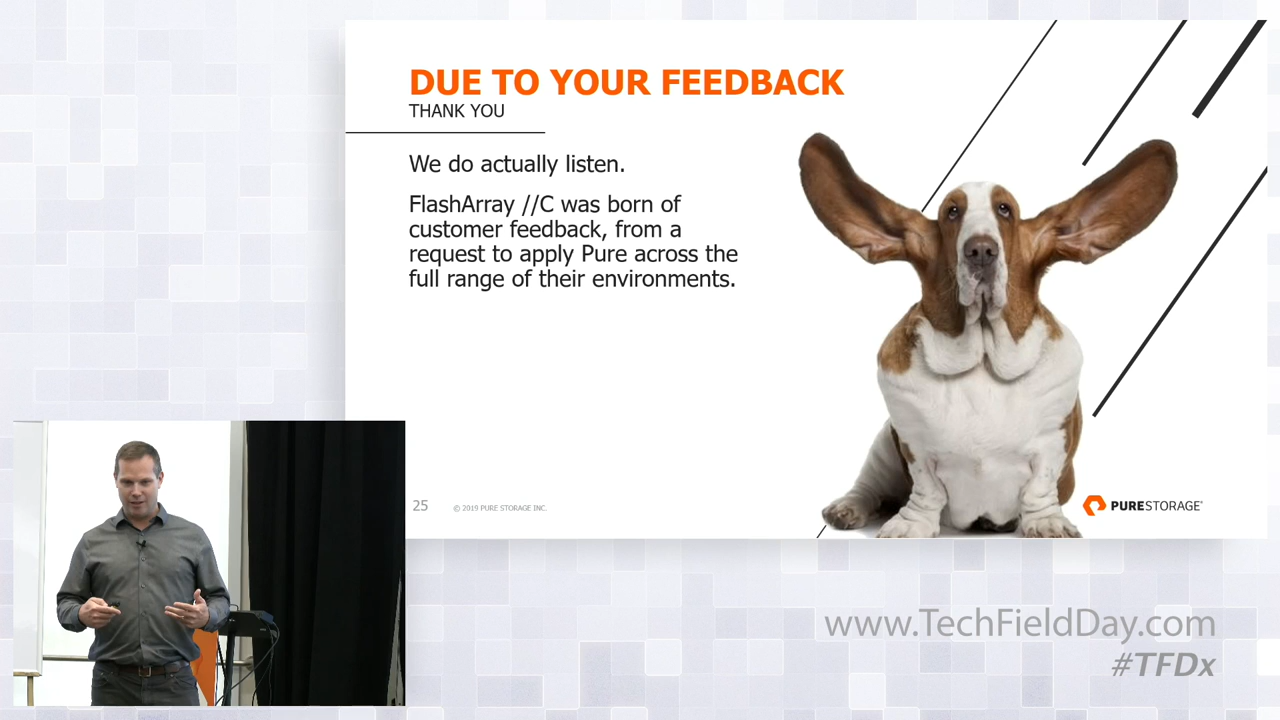 DUE TO YOUR FEEDBACK
THANK YOU
We do actually listen.
FlashArray //C was born of
customer feedback, from a
request to apply Pure across the
full range of their environments.
25
© 2019 PURE STORAGE INC.
PURESTORAGE®
www.TechFieldDay.com
#TFDx